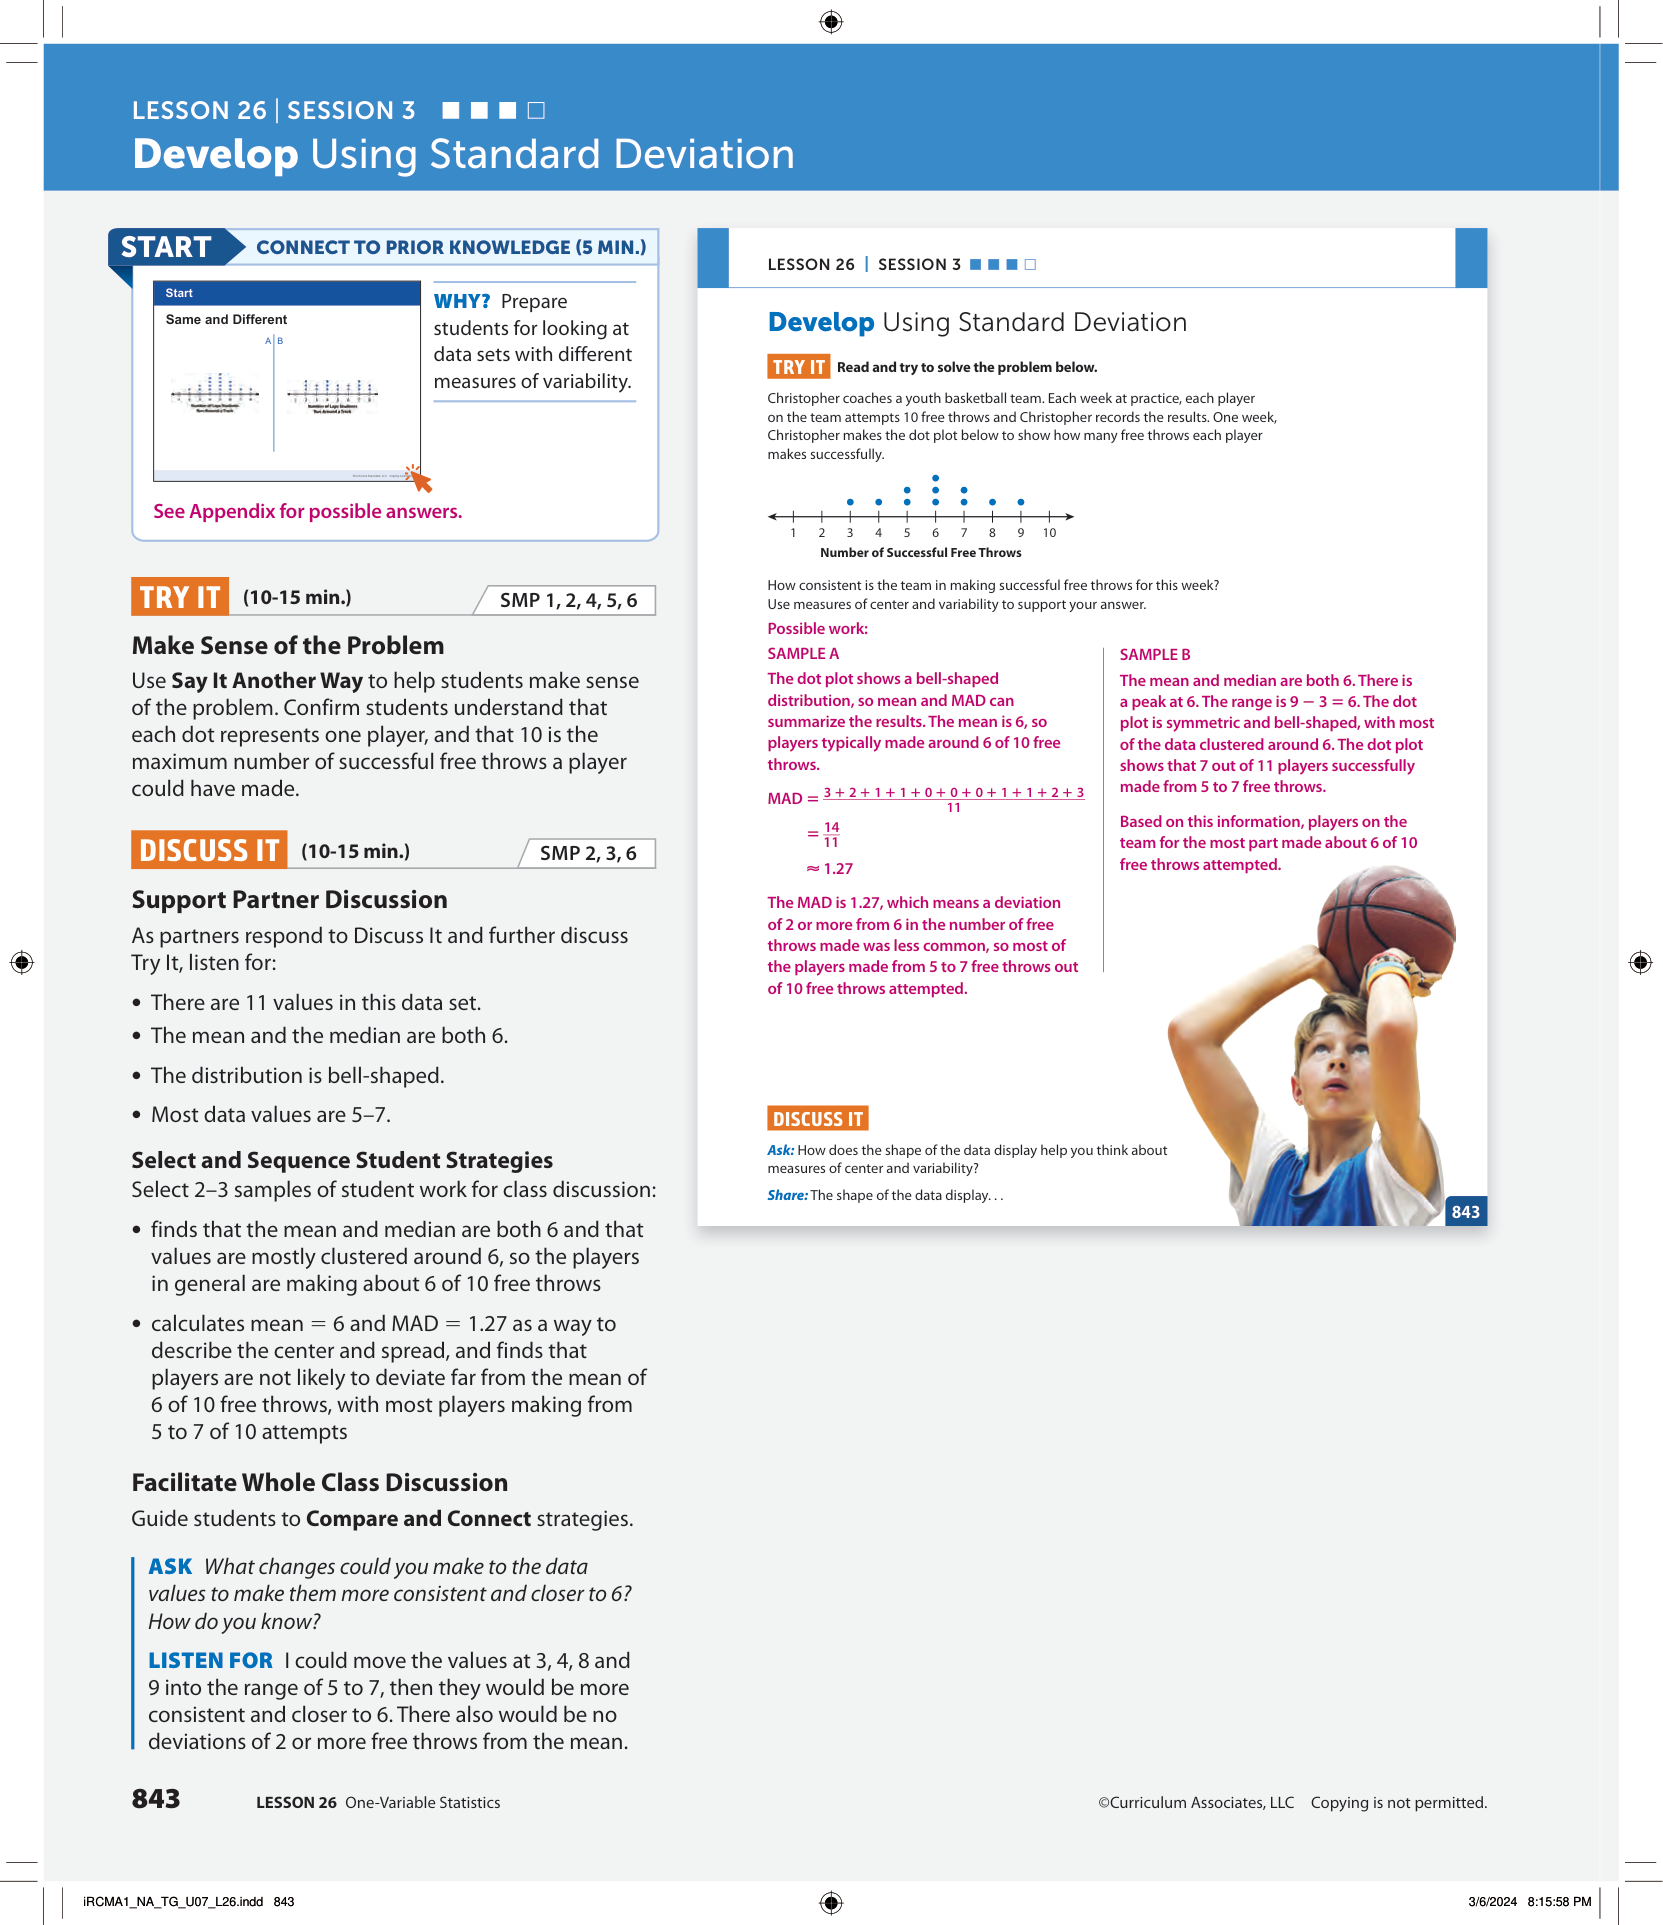 LESSON 26 | SESSION 3
Develop Using Standard Deviation
START
CONNECT TO PRIOR KNOWLEDGE (5 MIN.)
Start
Same and Different
A B
Number of Laps Students
Run Around a Track
Number of Laps Students
Run Around a Track
WHY? Prepare
students for looking at
data sets with different
measures of variability.
See Appendix for possible answers.
TRY IT (10-15 min.)
SMP 1, 2, 4, 5, 6
Make Sense of the Problem
Use Say It Another Way to help students make sense
of the problem. Confirm students understand that
each dot represents one player, and that 10 is the
maximum number of successful free throws a player
could have made.
DISCUSS IT (10-15 min.)
SMP 2, 3, 6
Support Partner Discussion
As partners respond to Discuss It and further discuss
Try It, listen for:
• There are 11 values in this data set.
• The mean and the median are both 6.
• The distribution is bell-shaped.
• Most data values are 5–7.
Select and Sequence Student Strategies
Select 2–3 samples of student work for class discussion:
• finds that the mean and median are both 6 and that
values are mostly clustered around 6, so the players
in general are making about 6 of 10 free throws
• calculates mean = 6 and MAD = 1.27 as a way to
describe the center and spread, and finds that
players are not likely to deviate far from the mean of
6 of 10 free throws, with most players making from
5 to 7 of 10 attempts
Facilitate Whole Class Discussion
Guide students to Compare and Connect strategies.
ASK What changes could you make to the data
values to make them more consistent and closer to 6?
How do you know?
LISTEN FOR I could move the values at 3, 4, 8 and
9 into the range of 5 to 7, then they would be more
consistent and closer to 6. There also would be no
deviations of 2 or more free throws from the mean.
LESSON 26 | SESSION 3
Develop Using Standard Deviation
TRY IT Read and try to solve the problem below.
Christopher coaches a youth basketball team. Each week at practice, each player
on the team attempts 10 free throws and Christopher records the results. One week,
Christopher makes the dot plot below to show how many free throws each player
makes successfully.
1 2 3 4 5 6 7 8 9 10
Number of Successful Free Throws
How consistent is the team in making successful free throws for this week?
Use measures of center and variability to support your answer.
Possible work:
SAMPLE A
The dot plot shows a bell-shaped
distribution, so mean and MAD can
summarize the results. The mean is 6, so
players typically made around 6 of 10 free
throws.
MAD = 3 + 2 + 1 + 1 + 0 + 0 + 0 + 1 + 1 + 2 + 3
11
= 14
11
≈ 1.27
The MAD is 1.27, which means a deviation
of 2 or more from 6 in the number of free
throws made was less common, so most of
the players made from 5 to 7 free throws out
of 10 free throws attempted.
SAMPLE B
The mean and median are both 6. There is
a peak at 6. The range is 9 − 3 = 6. The dot
plot is symmetric and bell-shaped, with most
of the data clustered around 6. The dot plot
shows that 7 out of 11 players successfully
made from 5 to 7 free throws.
Based on this information, players on the
team for the most part made about 6 of 10
free throws attempted.
DISCUSS IT
Ask: How does the shape of the data display help you think about
measures of center and variability?
Share: The shape of the data display. . .
843
843
LESSON 26 One-Variable Statistics
©Curriculum Associates, LLC Copying is not permitted.
iRCMA1_NA_TG_U07_L26.indd 843
3/6/2024 8:15:58 PM